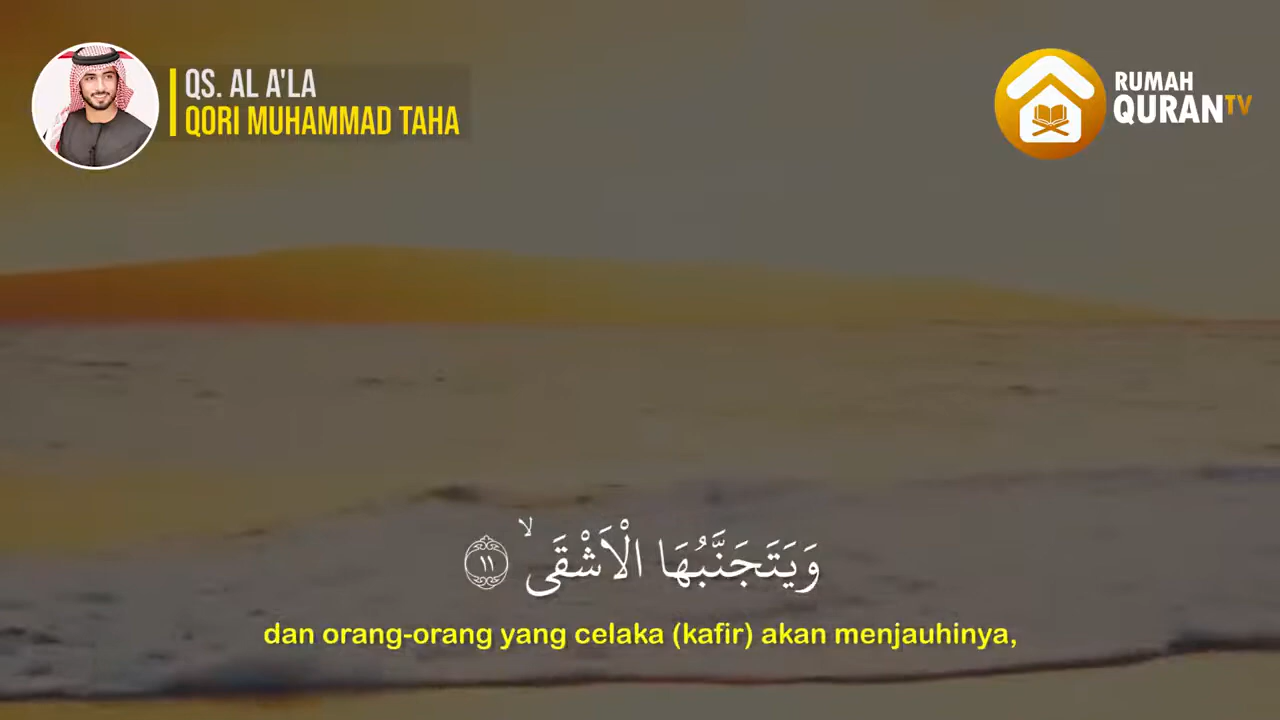 QS. AL A'LA
QORI MUHAMMAD TAHA
RUMAH
QURANTV
وَيَتَجَنَّبُهَا الْاَشْقَىۙ ١١
dan orang-orang yang celaka (kafir) akan menjauhinya,